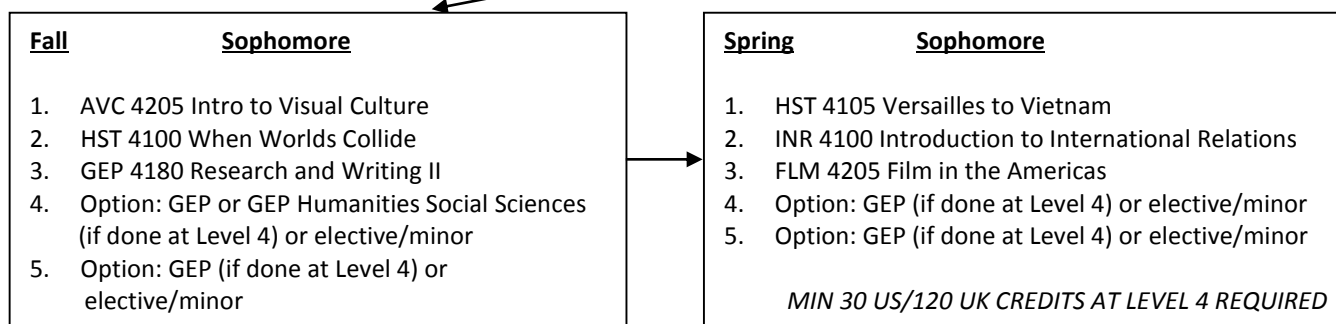 Fall Sophomore
1. AVC 4205 Intro to Visual Culture
2. HST 4100 When Worlds Collide
3. GEP 4180 Research and Writing II
4. Option: GEP or GEP Humanities Social Sciences
(if done at Level 4) or elective/minor
5. Option: GEP (if done at Level 4) or
elective/minor
Spring Sophomore
1. HST 4105 Versailles to Vietnam
2. INR 4100 Introduction to International Relations
3. FLM 4205 Film in the Americas
4. Option: GEP (if done at Level 4) or elective/minor
5. Option: GEP (if done at Level 4) or elective/minor
MIN 30 US/120 UK CREDITS AT LEVEL 4 REQUIRED